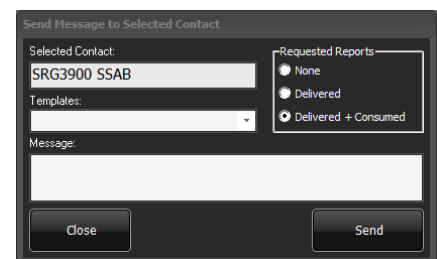 Send Message to Selected Contact
Selected Contact:
SRG3900 SSAB
Templates:
Requested Reports
None
Delivered
Delivered + Consumed
Message:
Close
Send